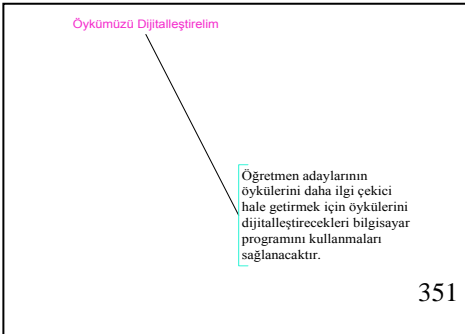 Öykümüzü Dijitalleştirelim
Öğretmen adaylarının
öykülerini daha ilgi çekici
hale getirmek için öykülerini
dijitalleştirecekleri bilgisayar
programını kullanmaları
sağlanacaktır.
351